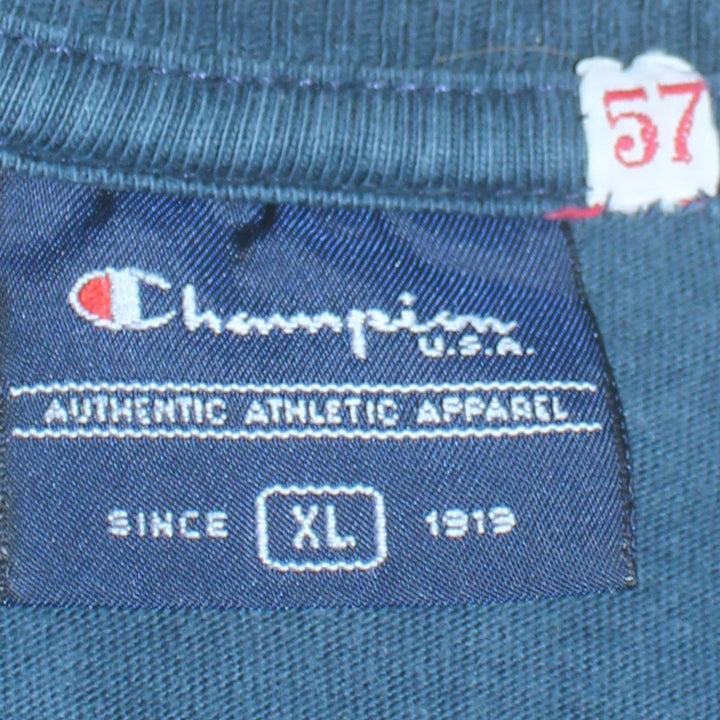 57
Champion
U.S.A.
AUTHENTIC ATHLETIC APPAREL
SINCE XL 1919